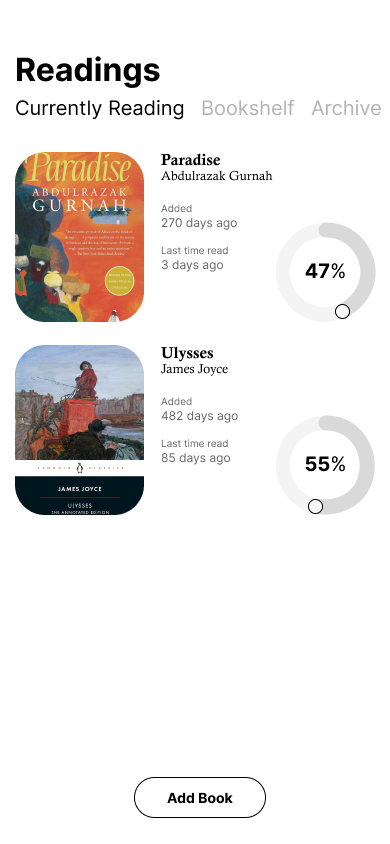 Readings
Currently Reading Bookshelf Archive
Paradise
ABDULRAZAK
GURNAH
Paradise
Abdulrazak Gurnah
Added
270 days ago
Last time read
3 days ago
47%
PENGUIN CLASSICS
JAMES JOYCE
ULYSSES
THE ANNOTATED EDITION
Ulysses
James Joyce
Added
482 days ago
Last time read
85 days ago
55%
Add Book